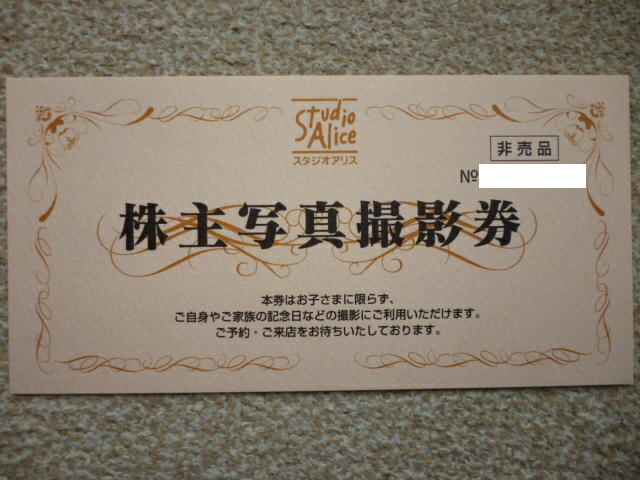 Studio
Alice
スタジオアリス
非売品
№
株主写真撮影券
本券はお子さまに限らず、
ご自身やご家族の記念日などの撮影にご利用いただけます。
ご予約・ご来店をお待ちいたしております。